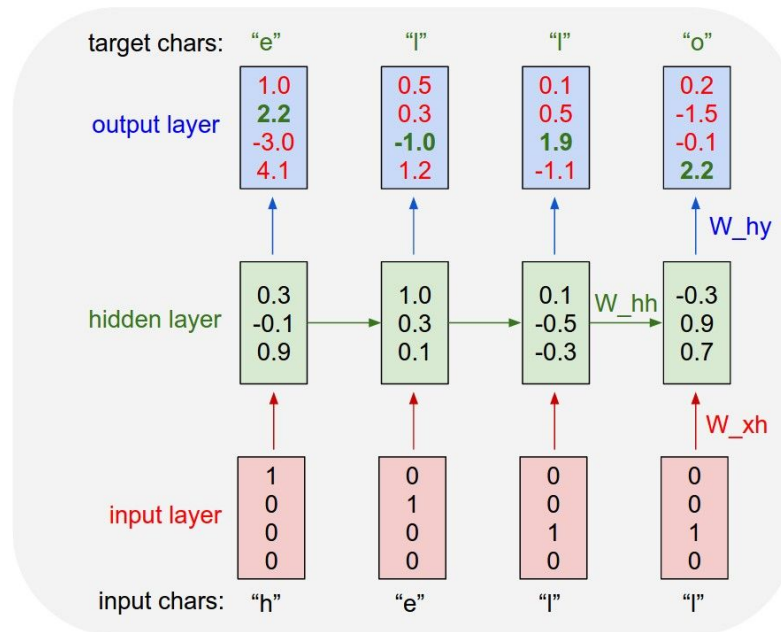 target chars: “e” “l” “l” “o”
1.0 0.5 0.1 0.2
2.2 0.3 0.5 -1.5
output layer
-3.0 -1.0 1.9 -0.1
4.1 1.2 -1.1 2.2
W_hy
0.3 1.0 0.1 -0.3
W_hh
hidden layer -0.1 0.3 -0.5 0.9
0.9 0.1 -0.3 0.7
W_xh
1 0 0 0
0 1 0 0
input layer
0 0 1 1
0 0 0 0
input chars: “h” “e” “l” “l”